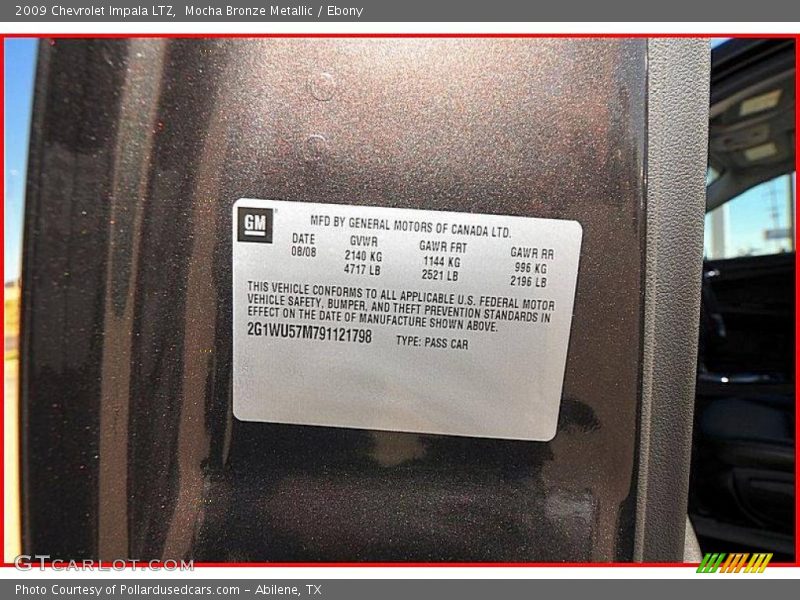 2009 Chevrolet Impala LTZ, Mocha Bronze Metallic / Ebony
GM
MFD BY GENERAL MOTORS OF CANADA LTD.
DATE GVWR GAWR FRT GAWR RR
08/08 2140 KG 1144 KG 996 KG
4717 LB 2521 LB 2196 LB
THIS VEHICLE CONFORMS TO ALL APPLICABLE U.S. FEDERAL MOTOR
VEHICLE SAFETY, BUMPER, AND THEFT PREVENTION STANDARDS IN
EFFECT ON THE DATE OF MANUFACTURE SHOWN ABOVE.
2G1WU57M791121798 TYPE: PASS CAR
GTCARLOT.COM
Photo Courtesy of Pollardusedcars.com - Abilene, TX